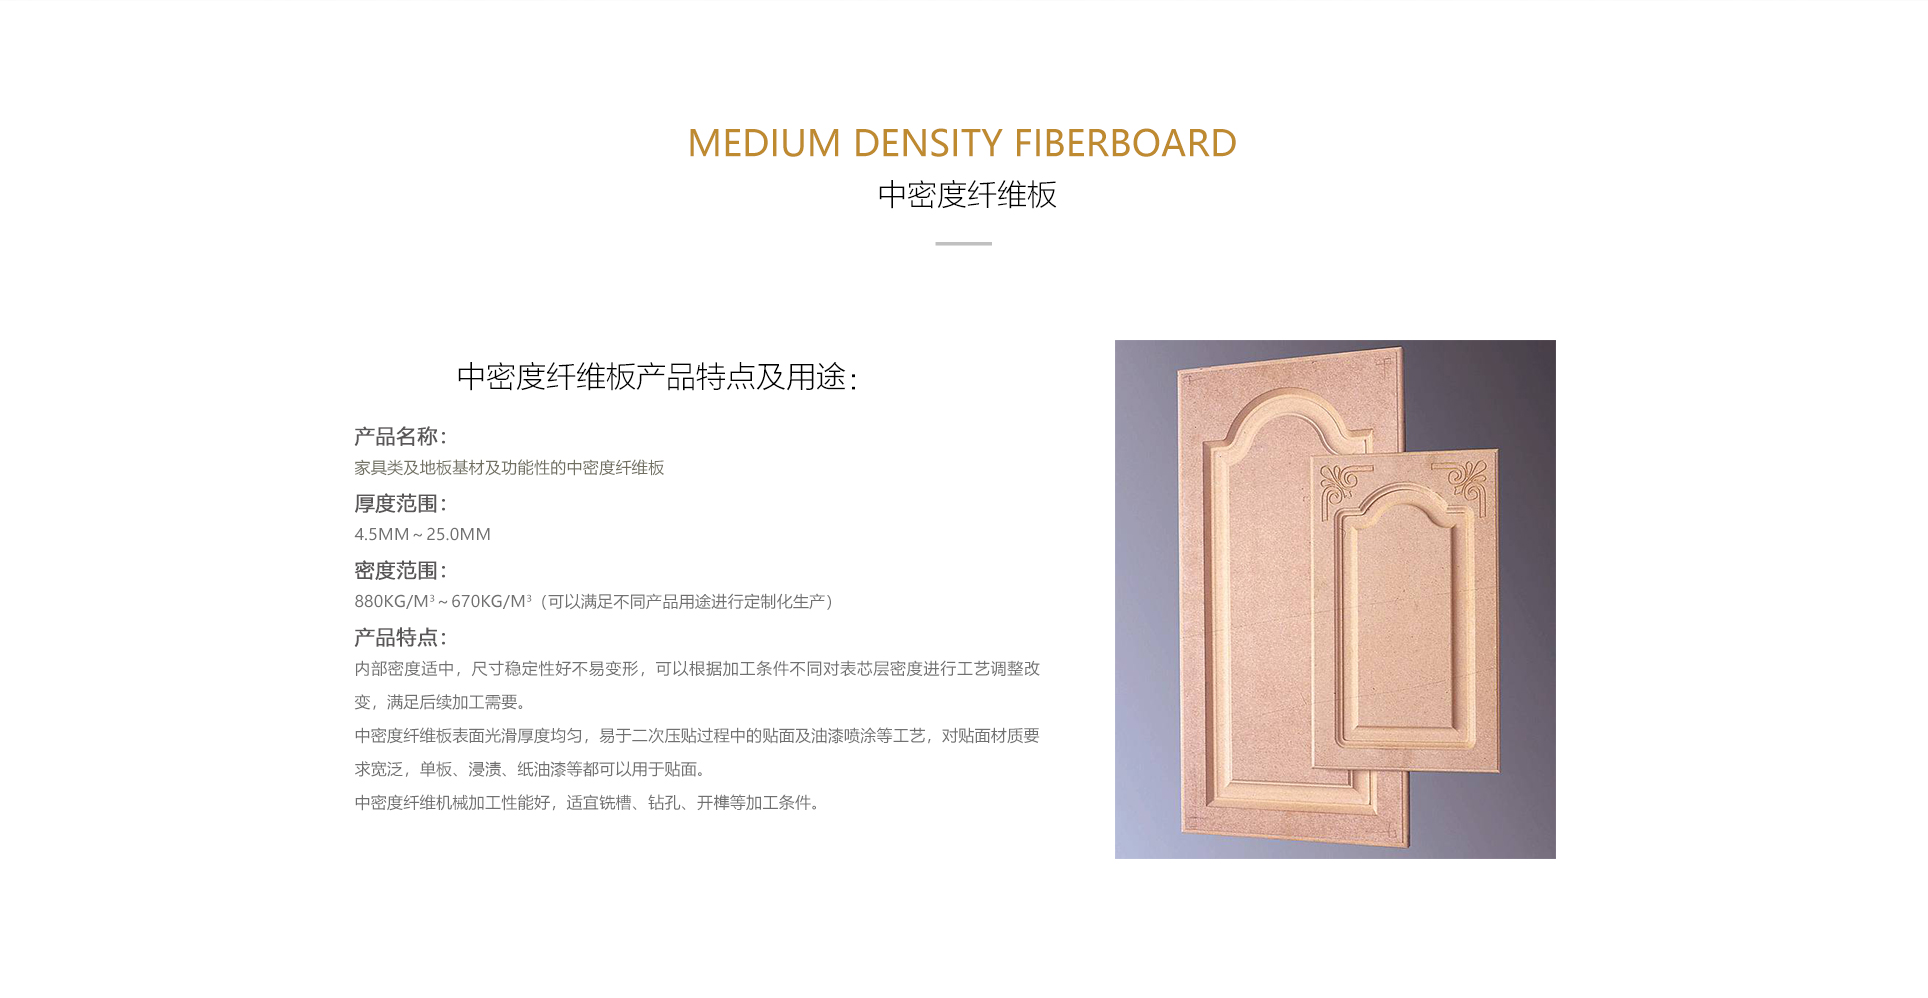 MEDIUM DENSITY FIBERBOARD
中密度纤维板
中密度纤维板产品特点及用途：
产品名称：
家具类及地板基材及功能性的中密度纤维板
厚度范围：
4.5MM～25.0MM
密度范围：
880KG/M³～670KG/M³（可以满足不同产品用途进行定制化生产）
产品特点：
内部密度适中，尺寸稳定性好不易变形，可以根据加工条件不同对表芯层密度进行工艺调整改
变，满足后续加工需要。
中密度纤维板表面光滑厚度均匀，易于二次压贴过程中的贴面及油漆喷涂等工艺，对贴面材质要
求宽泛，单板、浸渍、纸油漆等都可以用于贴面。
中密度纤维机械加工性能好，适宜铣槽、钻孔、开榫等加工条件。